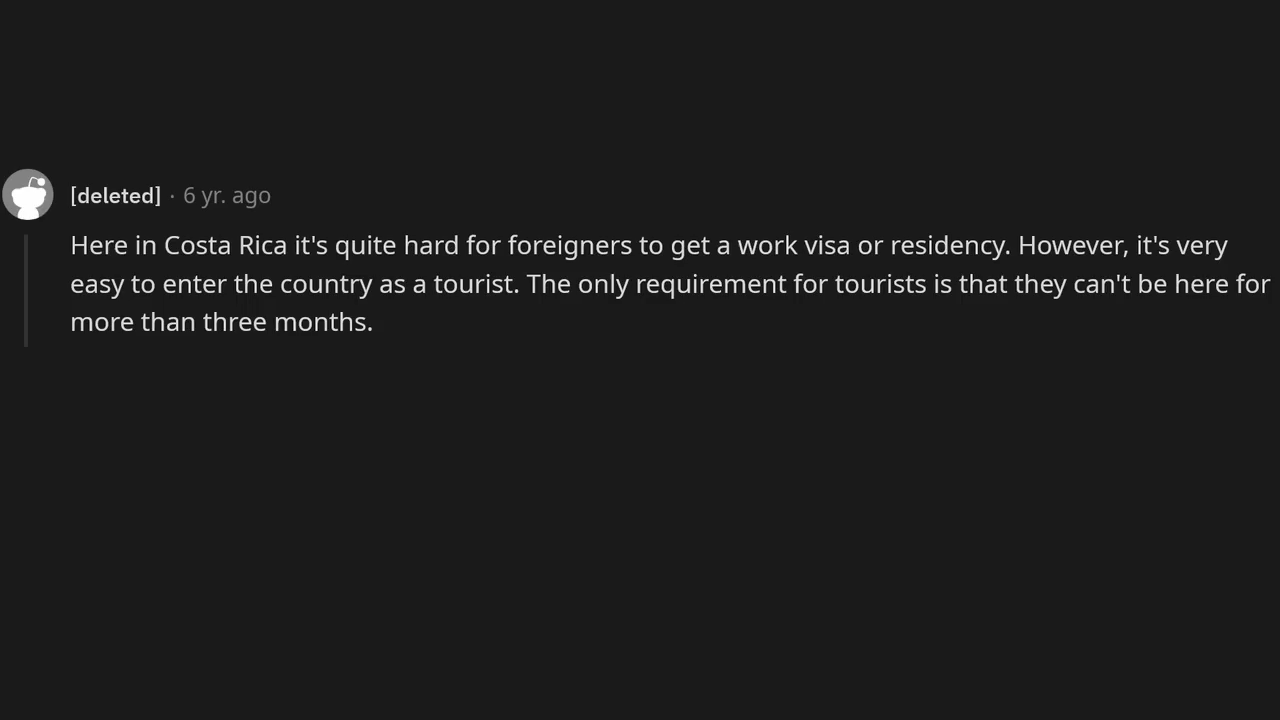 [deleted] · 6 yr. ago
Here in Costa Rica it's quite hard for foreigners to get a work visa or residency. However, it's very
easy to enter the country as a tourist. The only requirement for tourists is that they can't be here for
more than three months.